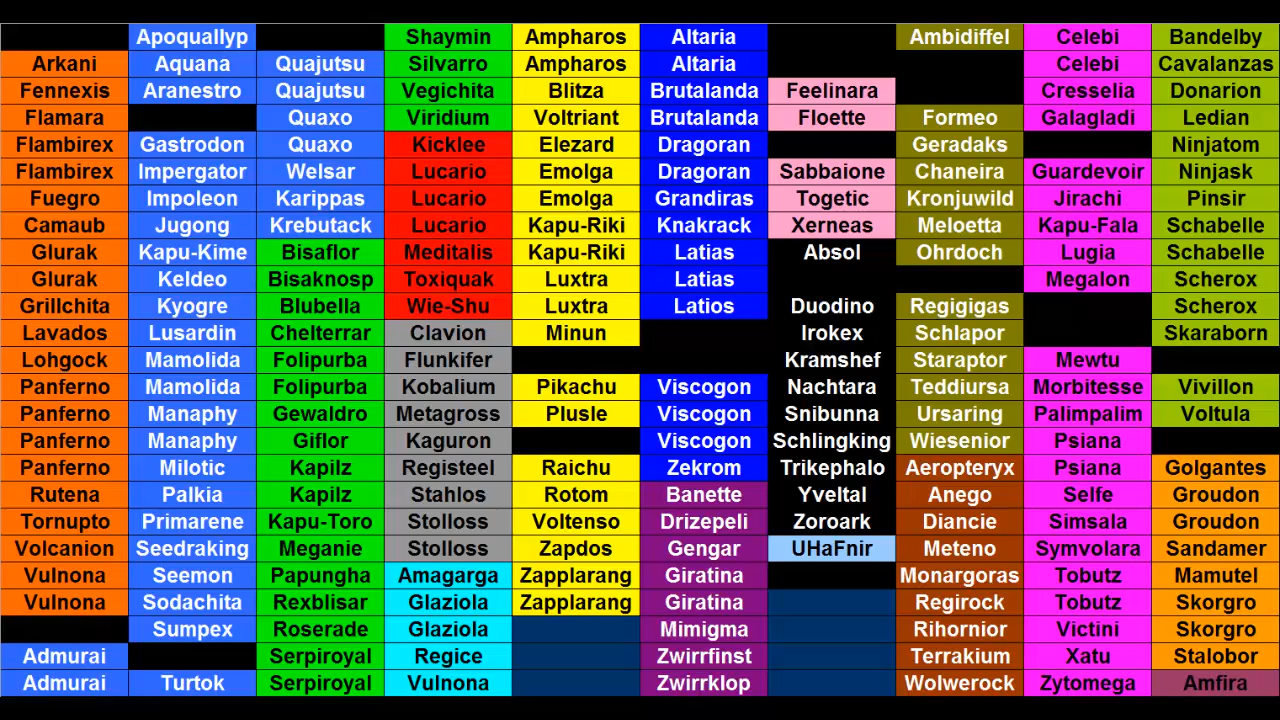 Apoquallyp Shaymin Ampharos Altaria Ambidiffel Celebi Bandelby
Arkani Aquana Quajutsu Silvarro Ampharos Altaria Celebi Cavalanzas
Fennexis Aranestro Quajutsu Vegichita Blitza Brutalanda Feelinara Cresselia Donarion
Flamara Quaxo Viridium Voltriant Brutalanda Floette Formeo Galagladi Ledian
Flambirex Gastrodon Quaxo Kicklee Elezard Dragoran Geradaks Ninjatom
Flambirex Impergator Welsar Lucario Emolga Dragoran Sabbaione Chaneira Guardevoir Ninjask
Fuegro Impoleon Karippas Lucario Emolga Grandiras Togetic Kronjuwild Jirachi Pinsir
Camaub Jugong Krebutack Lucario Kapu-Riki Knakrack Xerneas Meloetta Kapu-Fala Schabelle
Glurak Kapu-Kime Bisaflor Meditalis Kapu-Riki Latias Absol Ohrdoch Lugia Schabelle
Glurak Keldeo Bisaknosp Toxiquak Luxtra Latias Megalon Scherox
Grillchita Kyogre Blubella Wie-Shu Luxtra Latios Duodino Regigigas Scherox
Lavados Lusardin Chelterrar Clavion Minun Irokex Schlapor Skaraborn
Lohgock Mamolida Folipurba Flunkifer Kramshef Staraptor Mewtu
Panferno Mamolida Folipurba Kobalium Pikachu Viscogon Nachtara Teddiursa Morbitesse Vivillon
Panferno Manaphy Gewaldro Metagross Plusle Viscogon Snibunna Ursaring Palimpalim Voltula
Panferno Manaphy Giflor Kaguron Viscogon Schlingking Wiesenior Psiana
Panferno Milotic Kapilz Registeel Raichu Zekrom Trikephalo Aeropteryx Psiana Golgantes
Rutena Palkia Kapilz Stahlos Rotom Banette Yveltal Anego Selfe Groudon
Tornupto Primarene Kapu-Toro Stolloss Voltenso Drizepeli Zoroark Diancie Simsala Groudon
Volcanion Seedraking Meganie Stolloss Zapdos Gengar UHaFnir Meteno Symvolara Sandamer
Vulnona Seemon Papungha Amagarga Zapplarang Giratina Monargoras Tobutz Mamutel
Vulnona Sodachita Rexblisar Glaziola Zapplarang Giratina Regirock Tobutz Skorgro
Sumpex Roserade Glaziola Mimigma Rihornior Victini Skorgro
Admurai Serpiroyal Regice Zwirrfinst Terrakium Xatu Stalobor
Admurai Turtok Serpiroyal Vulnona Zwirrklop Wolwerock Zytomega Amfira